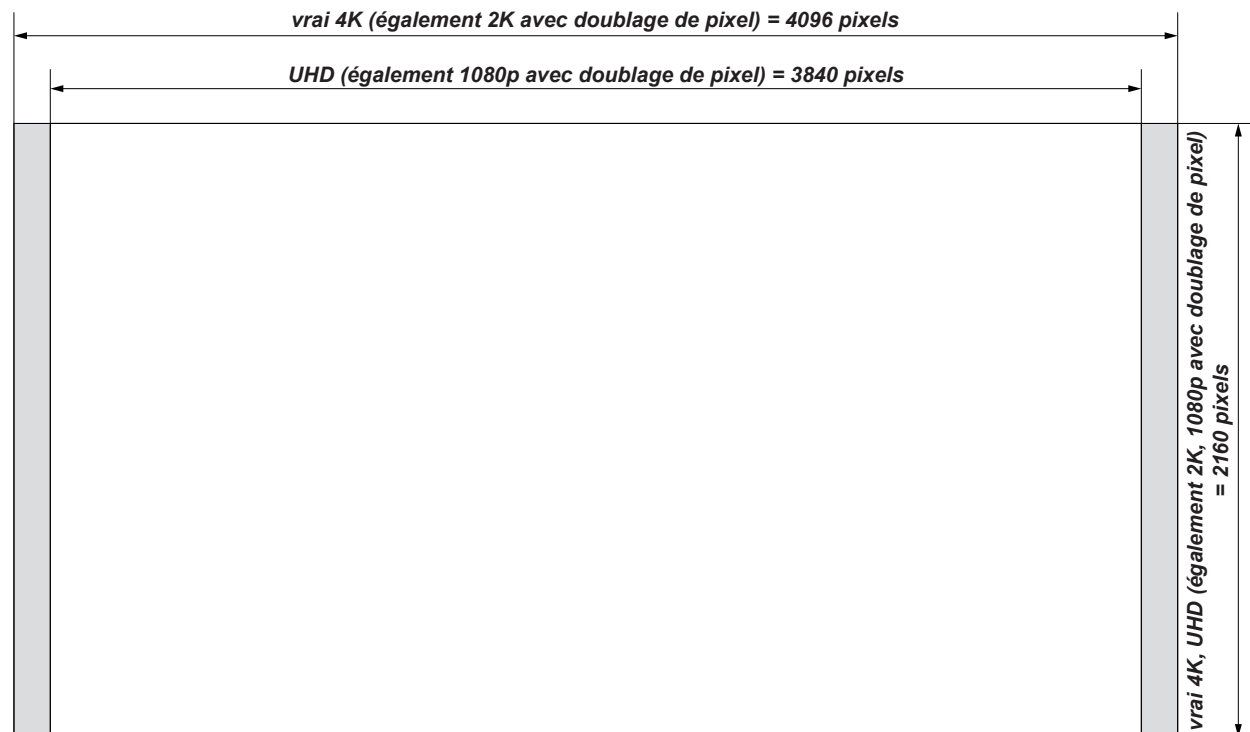 vrai 4K (également 2K avec doublage de pixel) = 4096 pixels
UHD (également 1080p avec doublage de pixel) = 3840 pixels
vrai 4K, UHD (également 2K, 1080p avec doublage de pixel)
= 2160 pixels